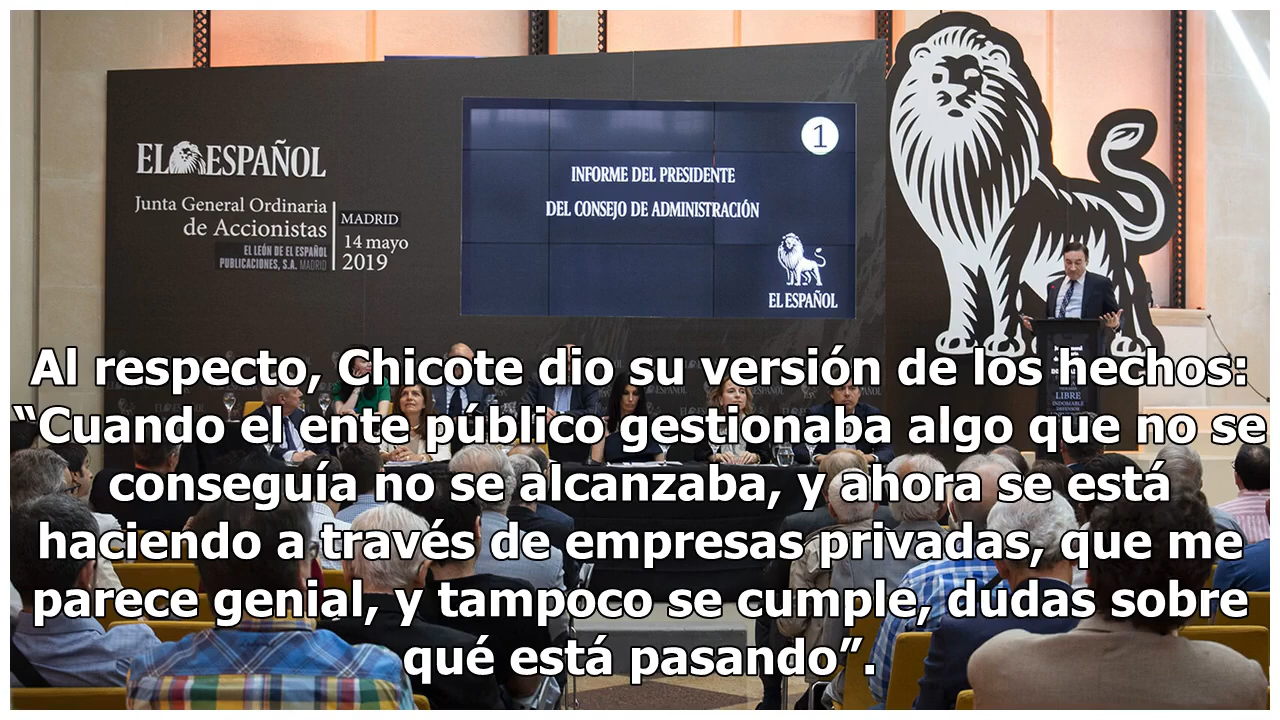 EL ESPAÑOL
Junta General Ordinaria
de Accionistas
EL LEÓN DE EL ESPAÑOL
PUBLICACIONES, S.A. MADRID
MADRID
14 mayo
2019
1
INFORME DEL PRESIDENTE
DEL CONSEJO DE ADMINISTRACIÓN
EL ESPAÑOL
LIBRE
INDOMABLE
Al respecto, Chicote dio su versión de los hechos:
“Cuando el ente público gestionaba algo que no se
conseguía no se alcanzaba, y ahora se está
haciendo a través de empresas privadas, que me
parece genial, y tampoco se cumple, dudas sobre
qué está pasando”.